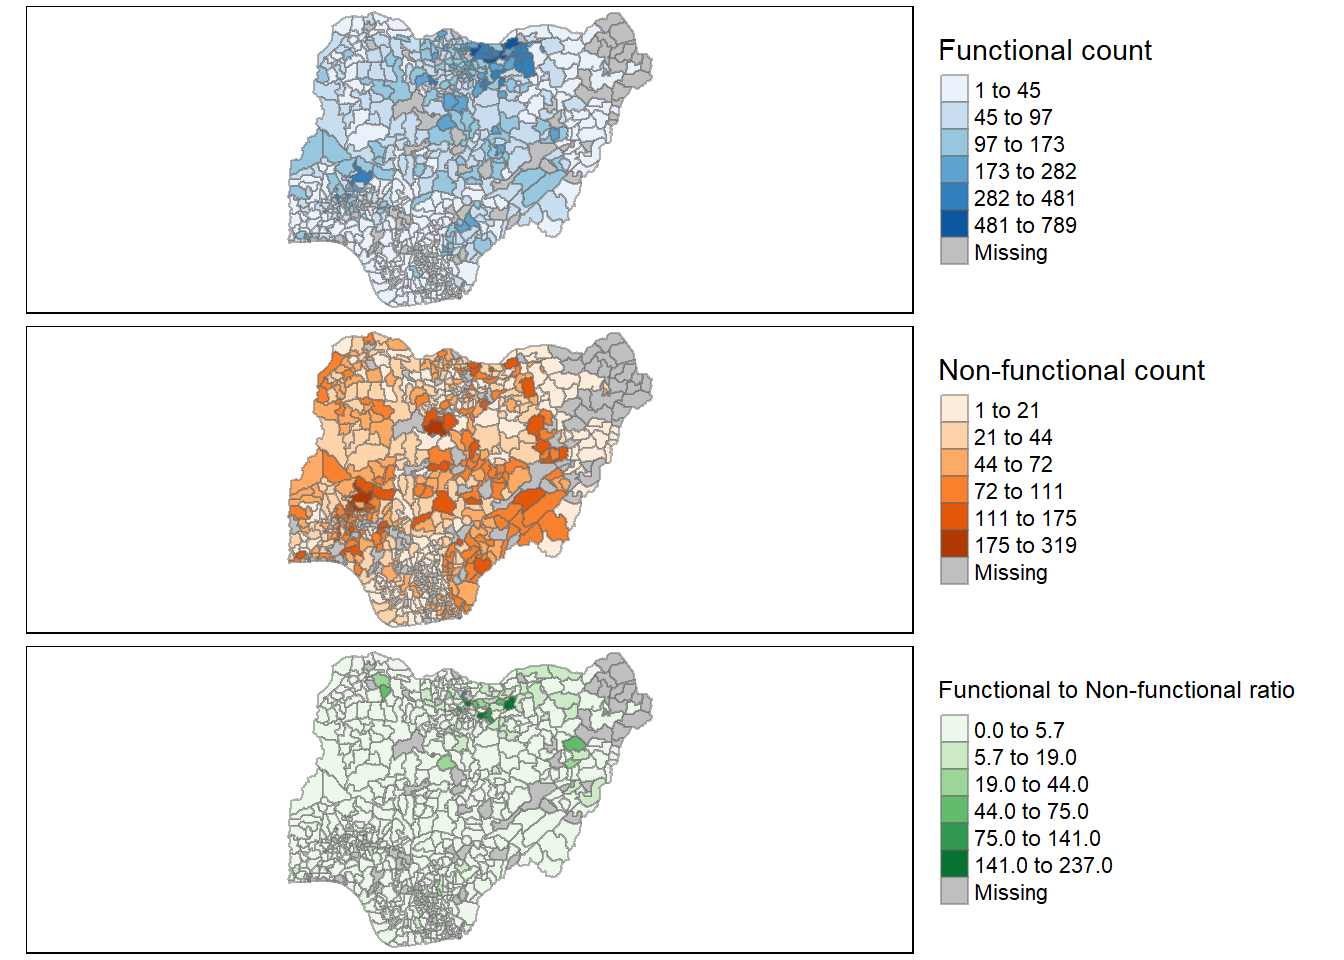 Functional count
1 to 45
45 to 97
97 to 173
173 to 282
282 to 481
481 to 789
Missing
Non-functional count
1 to 21
21 to 44
44 to 72
72 to 111
111 to 175
175 to 319
Missing
Functional to Non-functional ratio
0.0 to 5.7
5.7 to 19.0
19.0 to 44.0
44.0 to 75.0
75.0 to 141.0
141.0 to 237.0
Missing